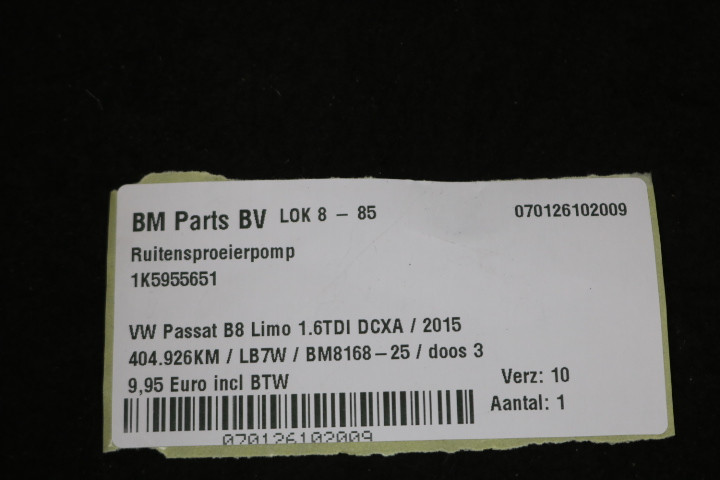 BM Parts BV LOK 8 - 85 070126102009
Ruitensproeierpomp
1K5955651
VW Passat B8 Limo 1.6TDI DCXA / 2015
404.926KM / LB7W / BM8168-25 / doos 3
9,95 Euro incl BTW Verz: 10
Aantal: 1
070126102009